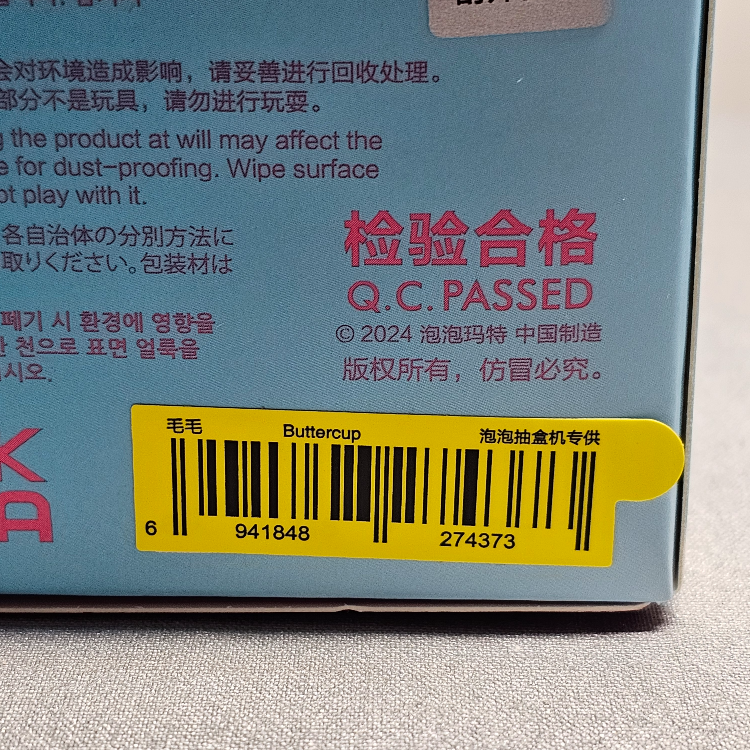 会对环境造成影响，请妥善进行回收处理。
部分不是玩具，请勿进行玩耍。
the product at will may affect the
for dust-proofing. Wipe surface
play with it.
各自治体の分別方法に
取りください。包装材は
폐기 시 환경에 영향을
천으로 표면 얼룩을
시오.
检验合格
Q.C. PASSED
© 2024 泡泡玛特 中国制造
版权所有，仿冒必究。
K
A
毛毛 Buttercup 泡泡抽盒机专供
6 941848 274373